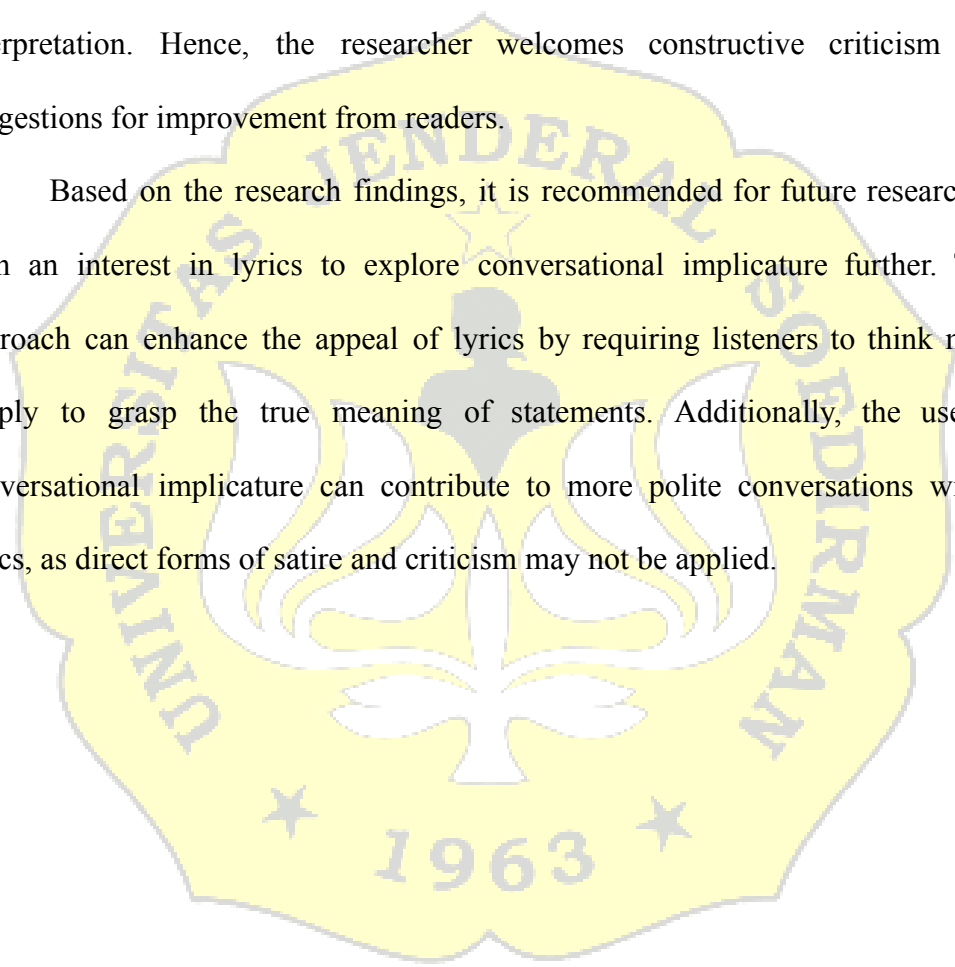 erpretation. Hence, the researcher welcomes constructive criticism
gestions for improvement from readers.
Based on the research findings, it is recommended for future researc
h an interest in lyrics to explore conversational implicature further.
roach can enhance the appeal of lyrics by requiring listeners to think
ply to grasp the true meaning of statements. Additionally, the use
versational implicature can contribute to more polite conversations wi
cs, as direct forms of satire and criticism may not be applied.
UNIVERSITAS JENDERAL SOEDIRMAN
1963